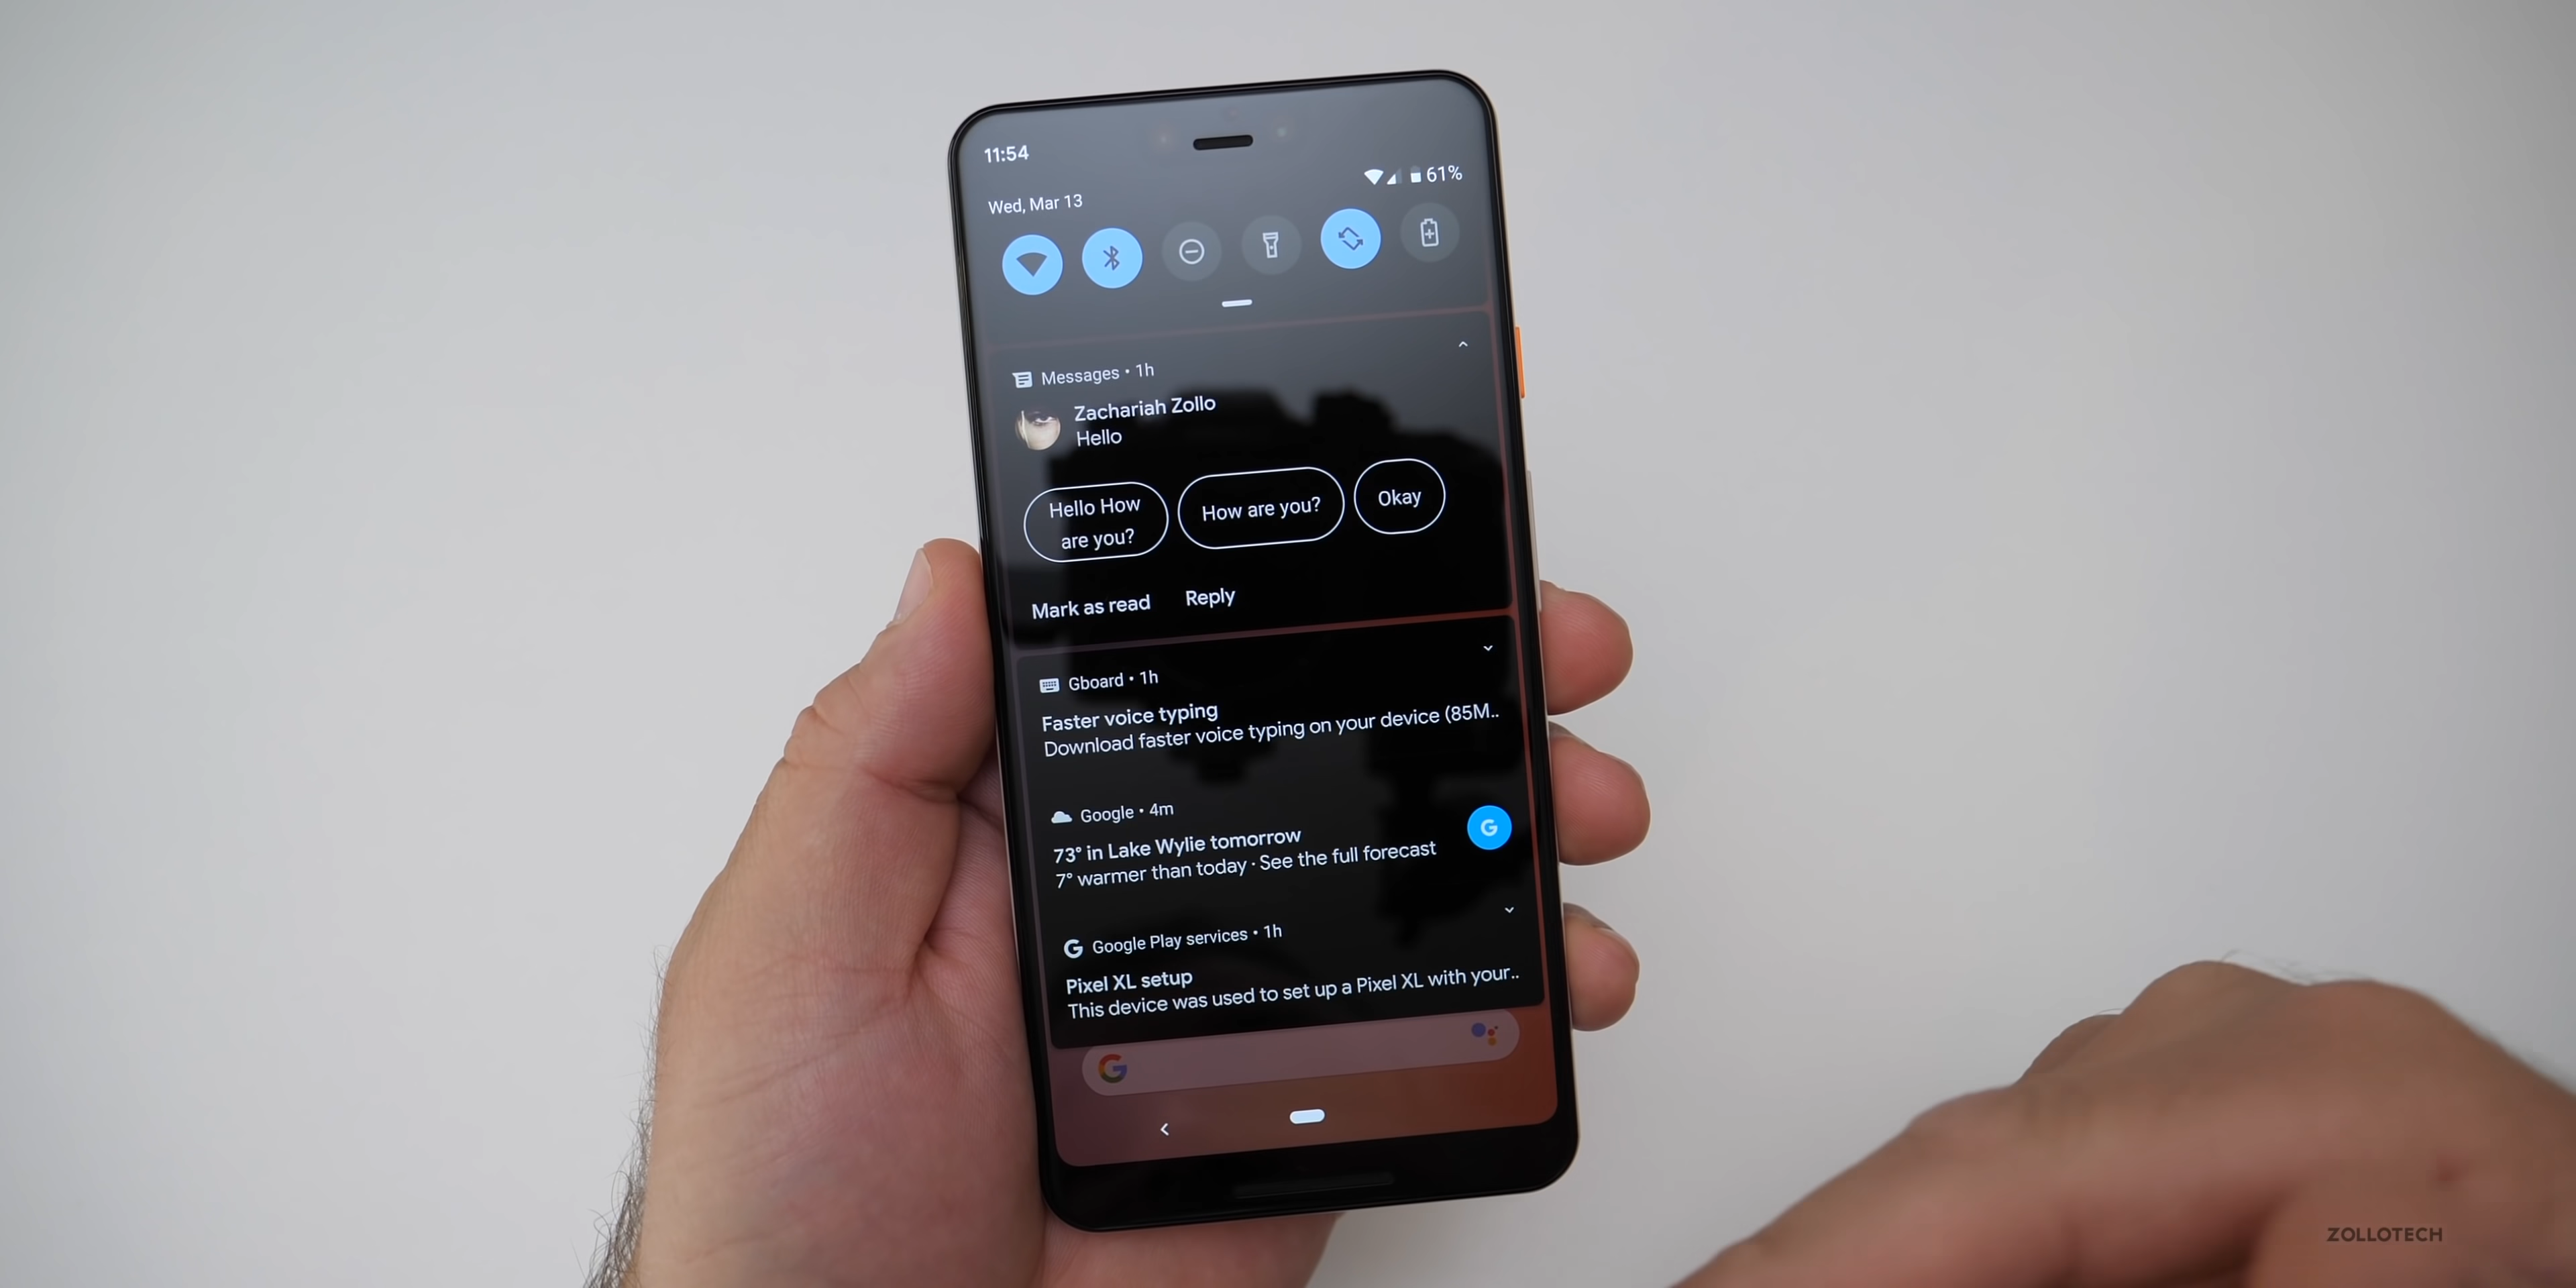 11:54
61%
Wed, Mar 13
Messages • 1h
Zachariah Zollo
Hello
Hello How
are you?
How are you?
Okay
Mark as read
Reply
Gboard • 1h
Faster voice typing
Download faster voice typing on your device (85M..
Google • 4m
73° in Lake Wylie tomorrow
7° warmer than today · See the full forecast
G
G Google Play services • 1h
Pixel XL setup
This device was used to set up a Pixel XL with your..
G
ZOLLOTECH